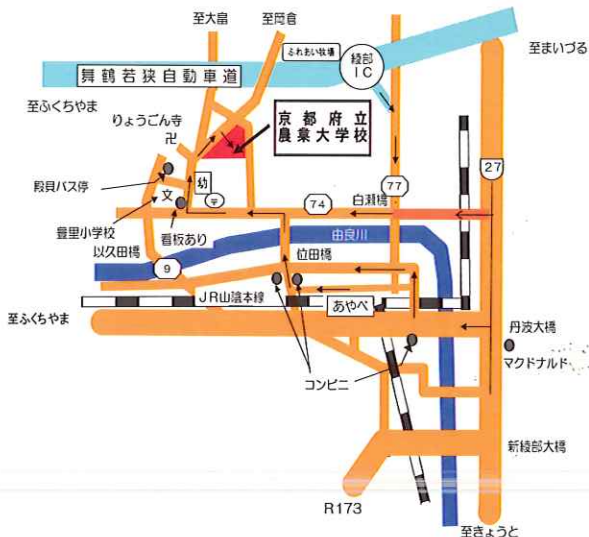 至大畠
至岡倉
ふれあい牧場
綾部
IC
至まいづる
舞鶴若狭自動車道
至ふくちやま
りょうごん寺
卍
京都府立
農業大学校
殿貝バス停
幼
文
〒
豊里小学校
看板あり
74
白瀬橋
77
27
以久田橋
9
位田橋
由良川
JR山陰本線
あやべ
至ふくちやま
丹波大橋
マクドナルド
コンビニ
新綾部大橋
R173
至きょうと